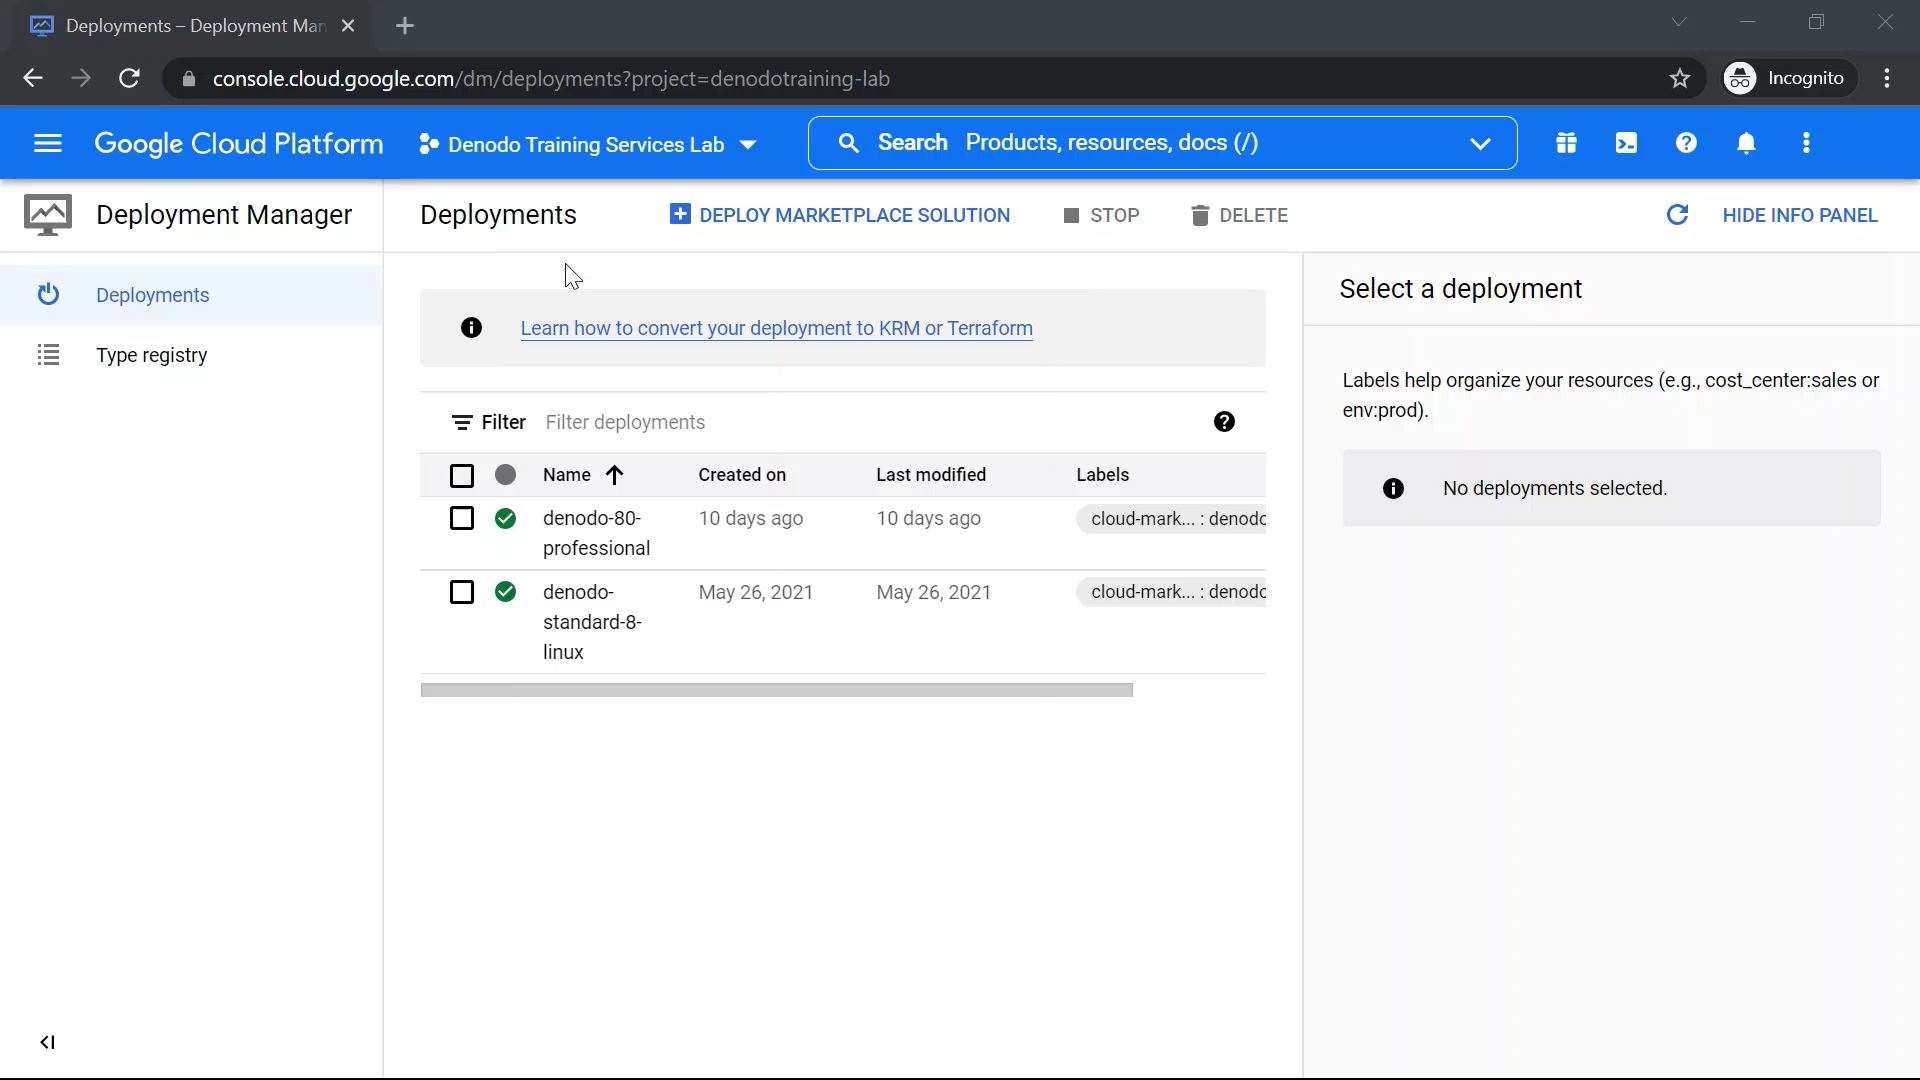 Deployments – Deployment Man
console.cloud.google.com/dm/deployments?project=denodotraining-lab
Incognito
Google Cloud Platform
Denodo Training Services Lab
Search Products, resources, docs (/)
Deployment Manager
Deployments
DEPLOY MARKETPLACE SOLUTION
STOP
DELETE
HIDE INFO PANEL
Deployments
Type registry
Learn how to convert your deployment to KRM or Terraform
Filter Filter deployments
Name Created on Last modified Labels
denodo-80-
professional
10 days ago
10 days ago
cloud-mark... : denodo
denodo-
standard-8-
linux
May 26, 2021
May 26, 2021
cloud-mark... : denodo
Select a deployment
Labels help organize your resources (e.g., cost_center:sales or
env:prod).
No deployments selected.